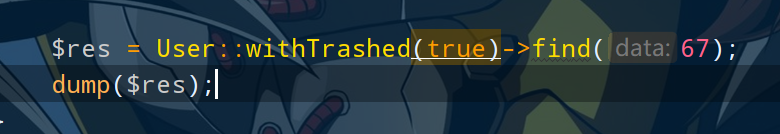 $res = User::withTrashed(true)->find( data: 67);
dump($res);